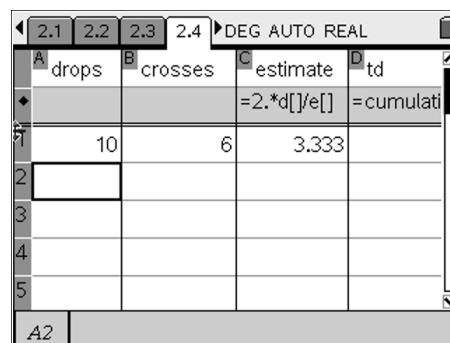 2.1 2.2 2.3 2.4 DEG AUTO REAL
A drops B crosses C estimate D td
◆ =2.*d[]/e[] =cumulati
1 10 6 3.333
2
3
4
5
A2